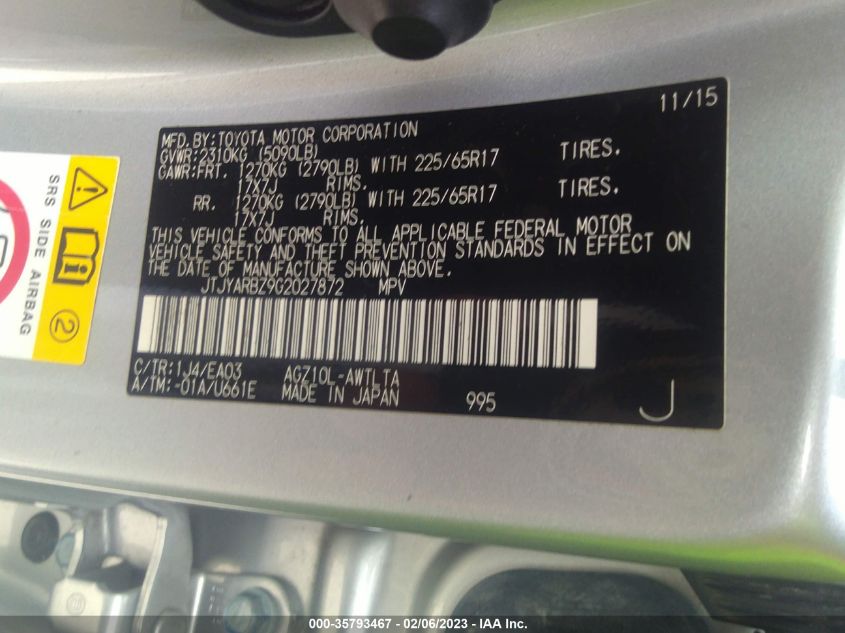 11/15
MFD. BY: TOYOTA MOTOR CORPORATION
GVWR: 2310KG (5090LB)
GAWR: FRT. 1270KG (2790LB) WITH 225/65R17 TIRES.
17X7J RIMS.
RR. 1270KG (2790LB) WITH 225/65R17 TIRES.
17X7J RIMS.
THIS VEHICLE CONFORMS TO ALL APPLICABLE FEDERAL MOTOR
VEHICLE SAFETY AND THEFT PREVENTION STANDARDS IN EFFECT ON
THE DATE OF MANUFACTURE SHOWN ABOVE.
JTJYARBZ9G2027872 MPV
C/TR: 1J4/EA03 AGZ10L-AWTLTA
A/TM: -01A/U661E MADE IN JAPAN 995
J
SRS SIDE AIRBAG
2
000-35793467 - 02/06/2023 - IAA Inc.